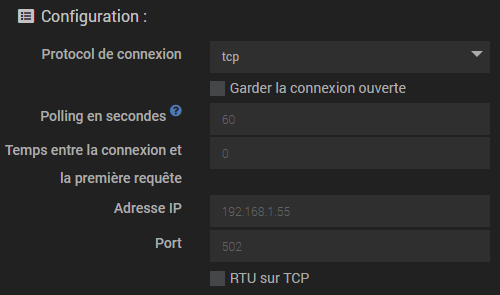 Configuration :
Protocol de connexion
tcp
Garder la connexion ouverte
Polling en secondes ?
60
Temps entre la connexion et
la première requête
0
Adresse IP
192.168.1.55
Port
502
RTU sur TCP